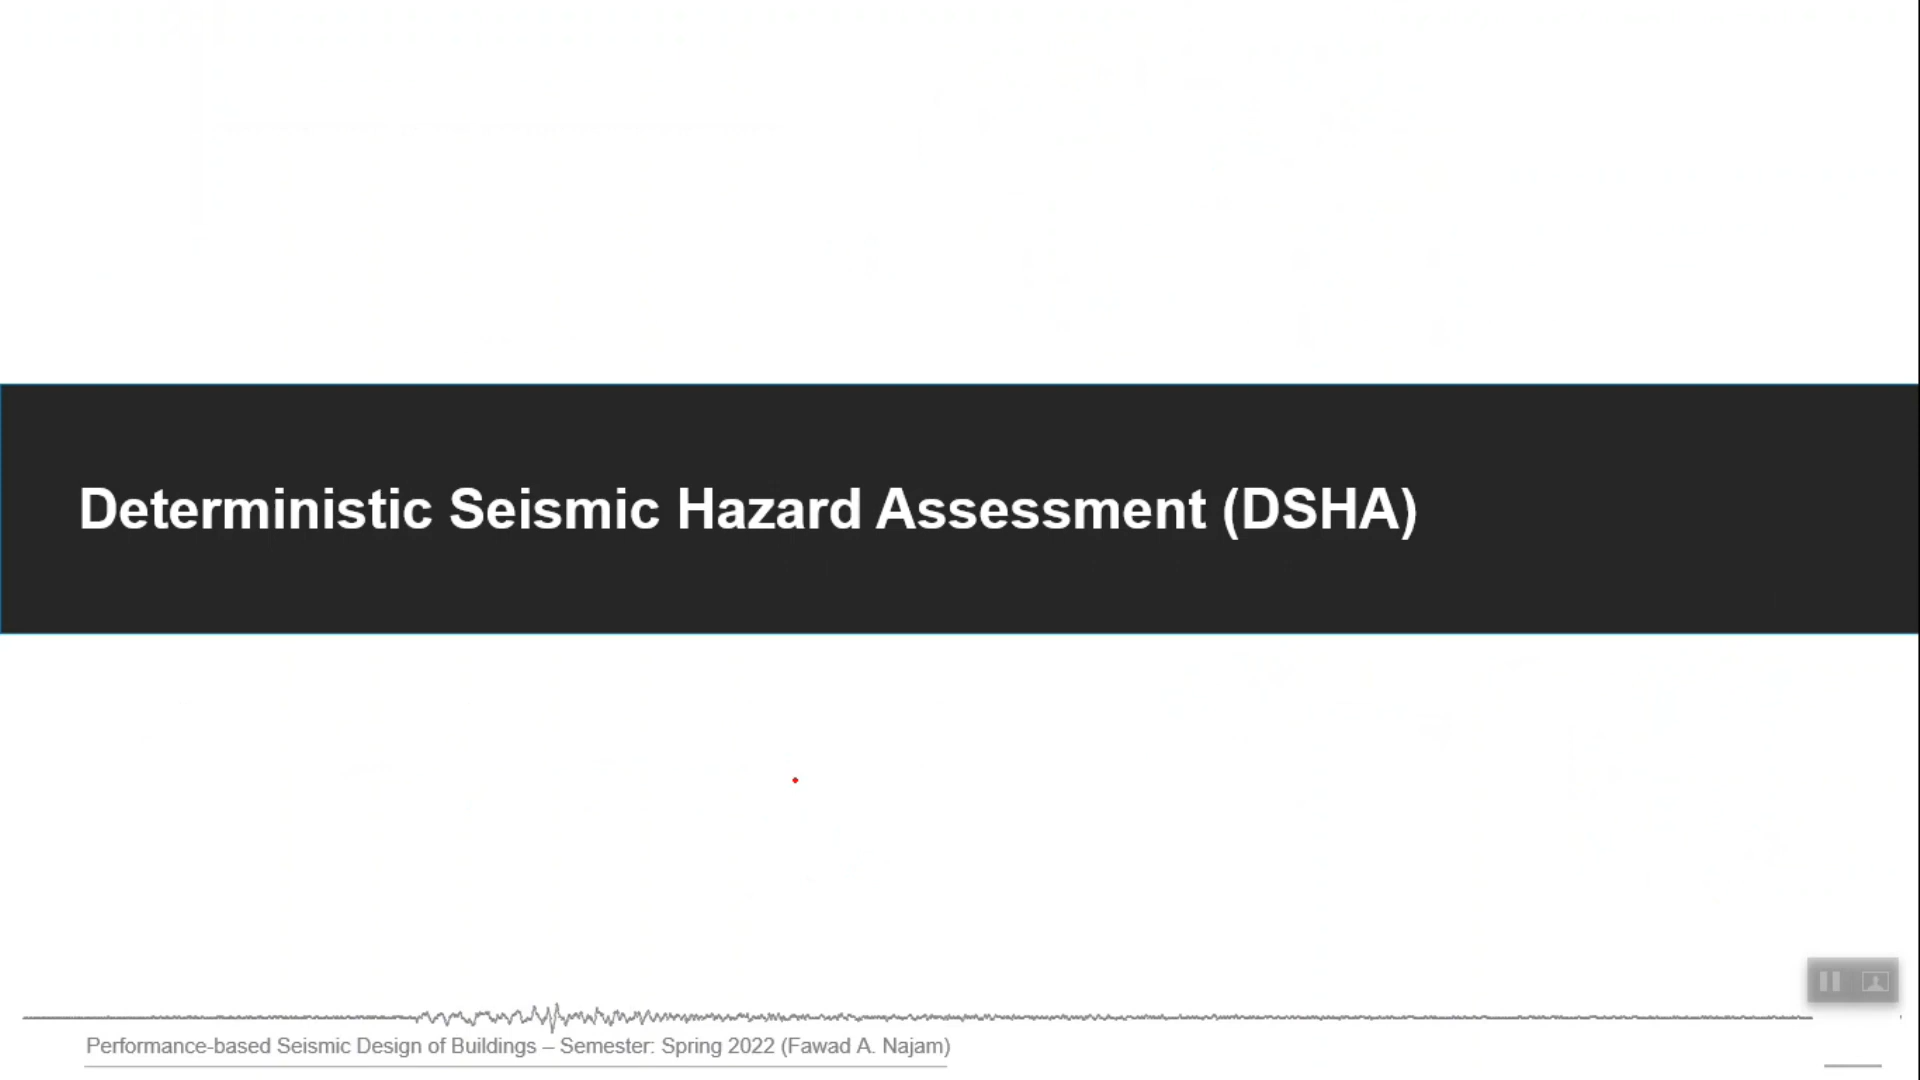 Deterministic Seismic Hazard Assessment (DSHA)
Performance-based Seismic Design of Buildings – Semester: Spring 2022 (Fawad A. Najam)